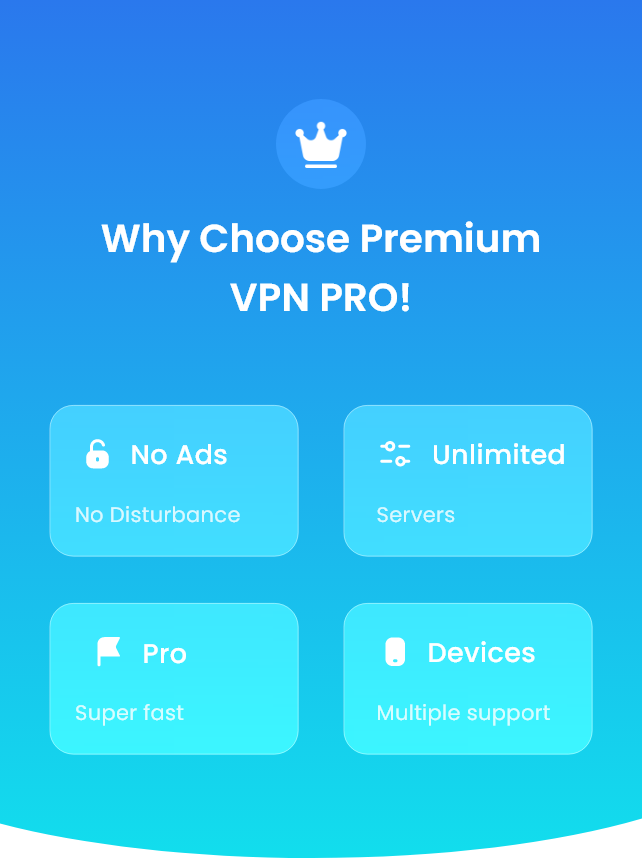 Why Choose Premium
VPN PRO!
No Ads
No Disturbance
Unlimited
Servers
Pro
Super fast
Devices
Multiple support